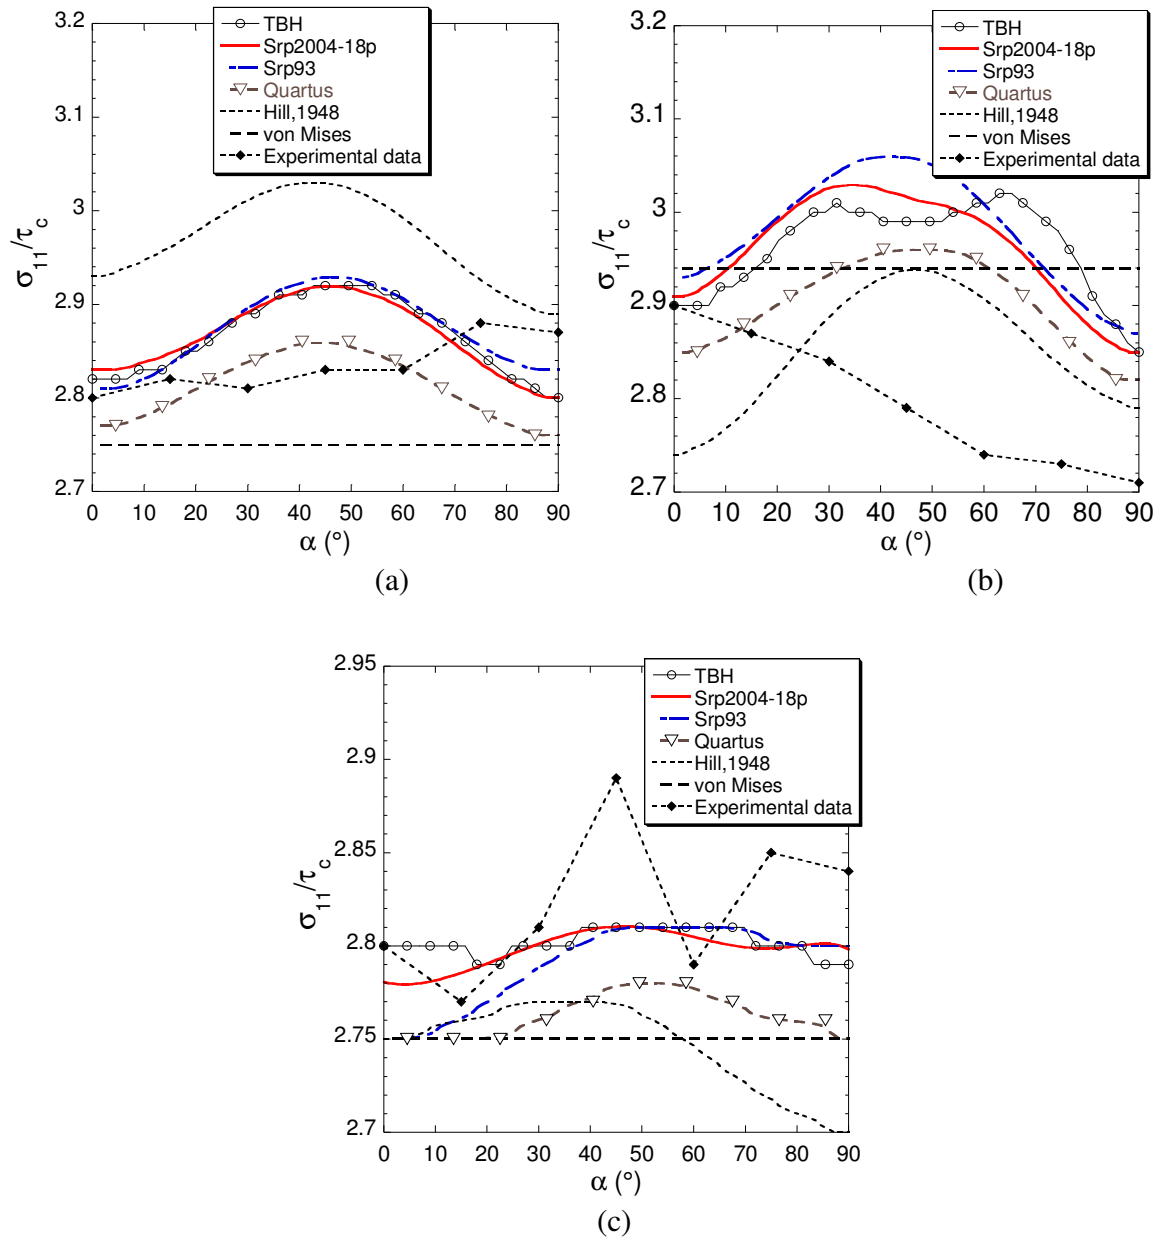 3.2
3.1
3
2.9
2.8
2.7
σ11/τc
0 10 20 30 40 50 60 70 80 90
α (°)
TBH
Srp2004-18p
Srp93
Quartus
Hill,1948
von Mises
Experimental data
(a)
3.2
3.1
3
2.9
2.8
2.7
σ11/τc
0 10 20 30 40 50 60 70 80 90
α (°)
TBH
Srp2004-18p
Srp93
Quartus
Hill,1948
von Mises
Experimental data
(b)
2.95
2.9
2.85
2.8
2.75
2.7
σ11/τc
0 10 20 30 40 50 60 70 80 90
α (°)
TBH
Srp2004-18p
Srp93
Quartus
Hill,1948
von Mises
Experimental data
(c)